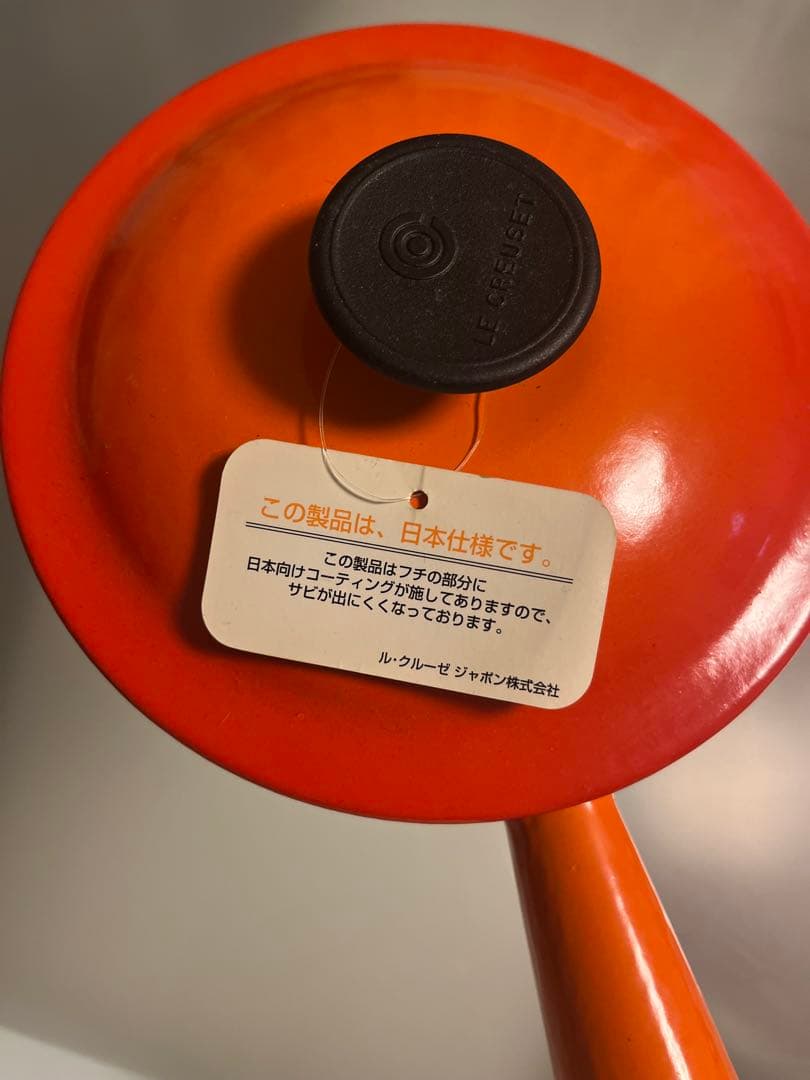 LE CREUSET
この製品は、日本仕様です。
この製品はフチの部分に
日本向けコーティングが施してありますので、
サビが出にくくなっております。
ル・クルーゼ ジャポン株式会社